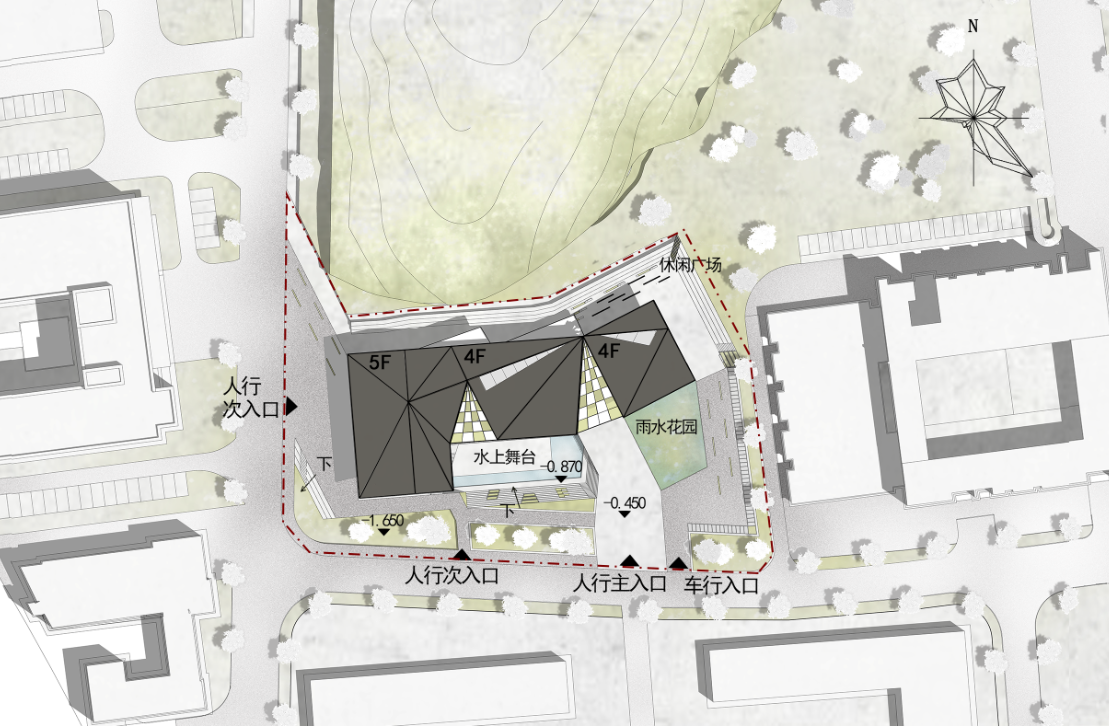 N
休闲广场
5F
4F
4F
人行
次入口
雨水花园
水上舞台
-0.870
下
-0.450
下
-1.650
人行次入口
人行主入口
车行入口